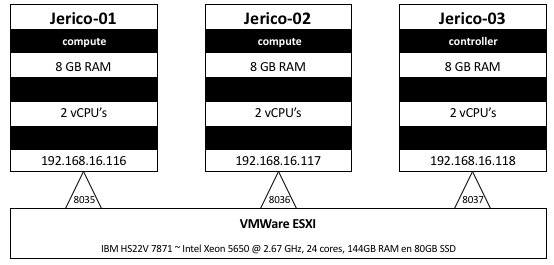 Jerico-01
compute
8 GB RAM
2 vCPU's
192.168.16.116
8035
Jerico-02
compute
8 GB RAM
2 vCPU's
192.168.16.117
8036
Jerico-03
controller
8 GB RAM
2 vCPU's
192.168.16.118
8037
VMWare ESXI
IBM HS22V 7871 ~ Intel Xeon 5650 @ 2.67 GHz, 24 cores, 144GB RAM en 80GB SSD